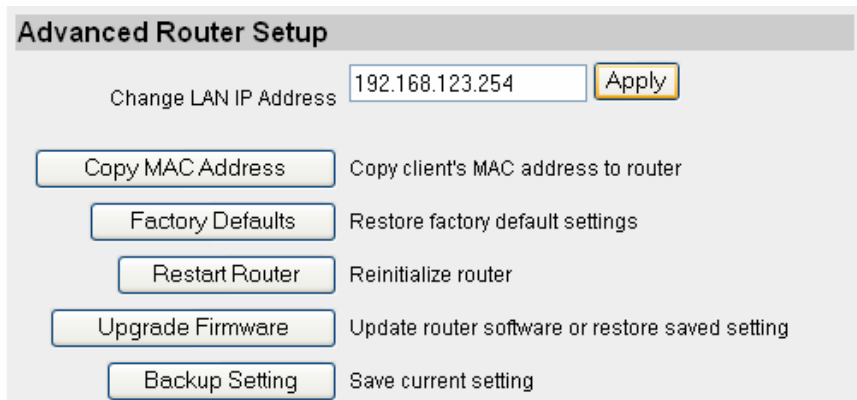 Advanced Router Setup
Change LAN IP Address 192.168.123.254 Apply
Copy MAC Address Copy client's MAC address to router
Factory Defaults Restore factory default settings
Restart Router Reinitialize router
Upgrade Firmware Update router software or restore saved setting
Backup Setting Save current setting